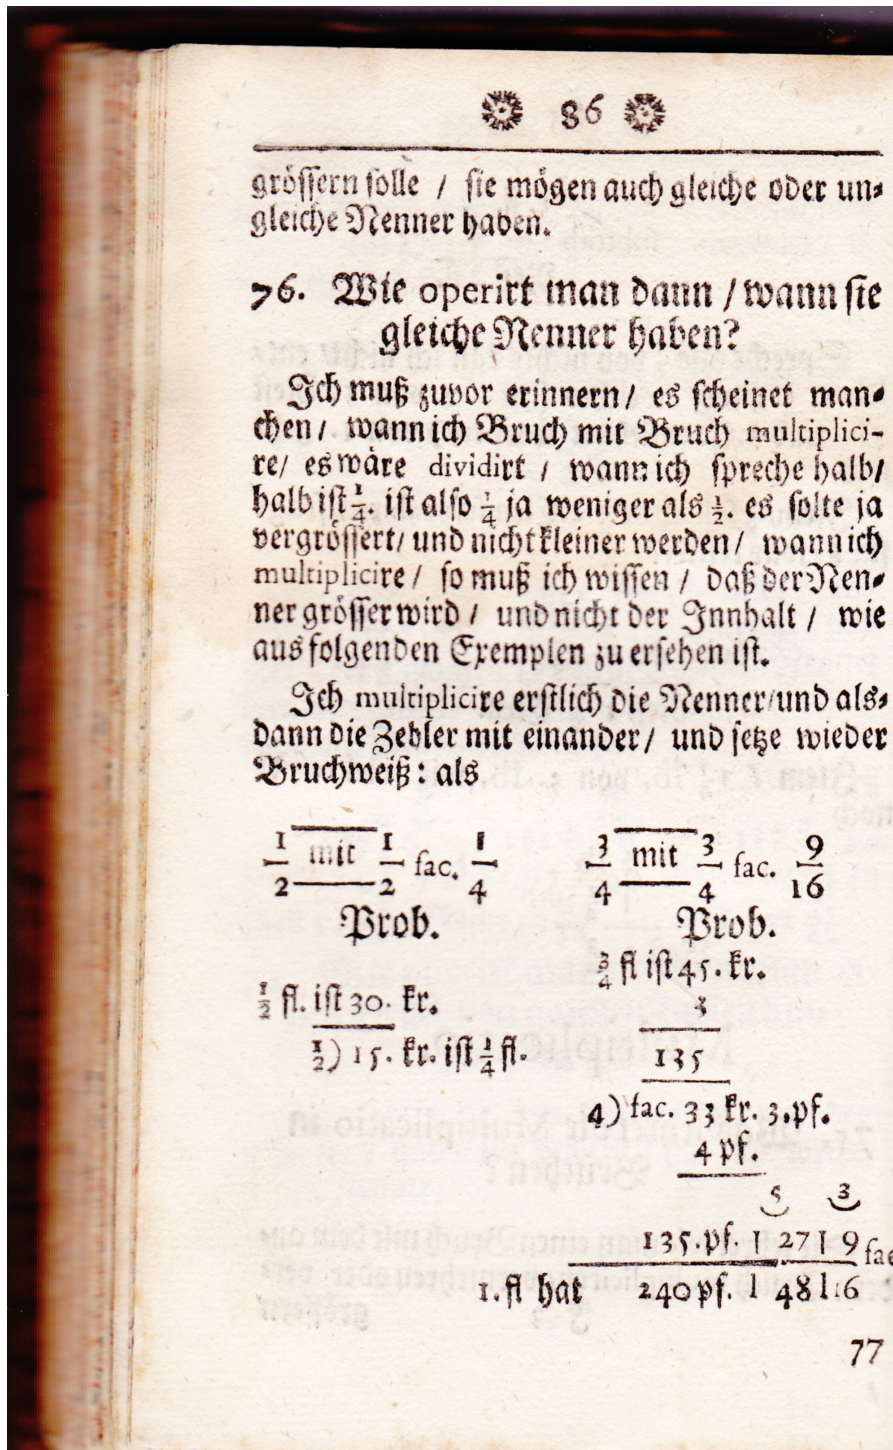 86
grössern solle / sie mögen auch gleiche oder un⸗
gleiche Nenner haben.
76. Wie operirt man dann / wann sie
gleiche Nenner haben?
Ich muß zuvor erinnern / es scheinet man⸗
chen / wann ich Bruch mit Bruch multiplici-
re / es wäre dividirt / wann ich spreche halb /
halb ist 1/4. ist also 1/4 ja weniger als 1/2. es solte ja
vergrössert / und nicht kleiner werden / wann ich
multiplicire / so muß ich wissen / daß der Nen⸗
ner grösser wird / und nicht der Innhalt / wie
aus folgenden Exemplen zu ersehen ist.
Ich multiplicire erstlich die Nenner / und als⸗
dann die Zehler mit einander / und setze wieder
Bruchweiß: als
1/2 mit 1/2 fac. 1/4 3/4 mit 3/4 fac. 9/16
Prob. Prob.
3/4 fl ist 45. kr.
1/2 fl. ist 30. kr. 3
1/2) 15. kr. ist 1/4 fl. 135
4) fac. 33 kr. 3. pf.
4 pf.
5 3
135. pf. | 27 | 9 fac
1. fl hat 240 pf. | 48 | 16
77